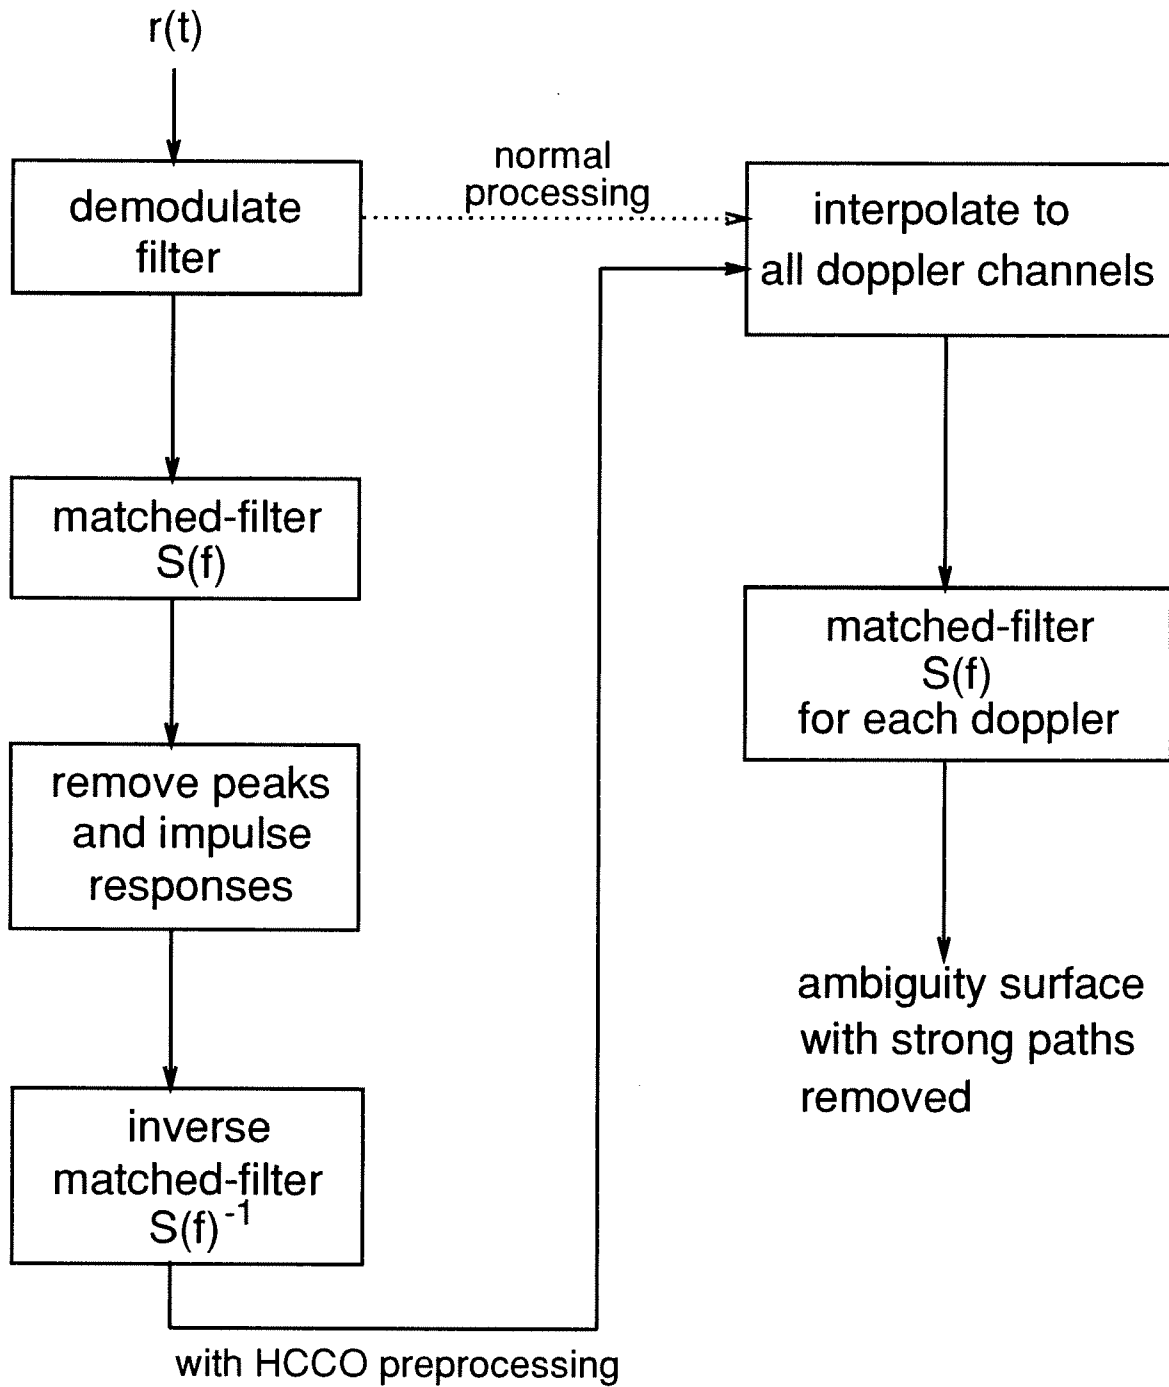 r(t)
demodulate
filter
normal
processing
interpolate to
all doppler channels
matched-filter
S(f)
remove peaks
and impulse
responses
inverse
matched-filter
S(f)⁻¹
with HCCO preprocessing
matched-filter
S(f)
for each doppler
ambiguity surface
with strong paths
removed